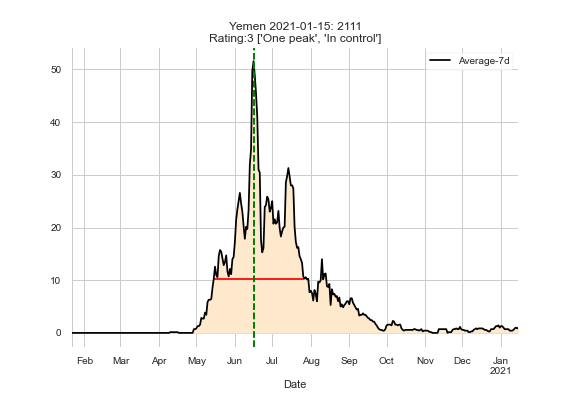 Yemen 2021-01-15: 2111
Rating:3 ['One peak', 'In control']
Average-7d
50
40
30
20
10
0
Feb Mar Apr May Jun Jul Aug Sep Oct Nov Dec Jan
2021
Date